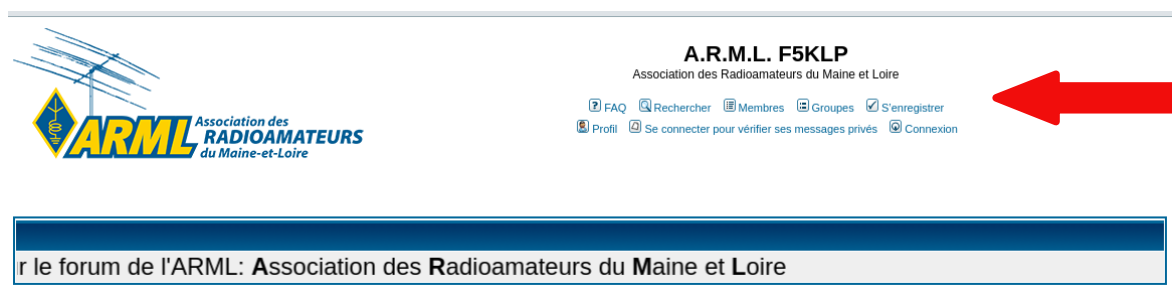 A.R.M.L. F5KLP
Association des Radioamateurs du Maine et Loire
FAQ Rechercher Membres Groupes S'enregistrer
Profil Se connecter pour vérifier ses messages privés Connexion
ARML Association des
RADIOAMATEURS
du Maine-et-Loire
r le forum de l'ARML: Association des Radioamateurs du Maine et Loire